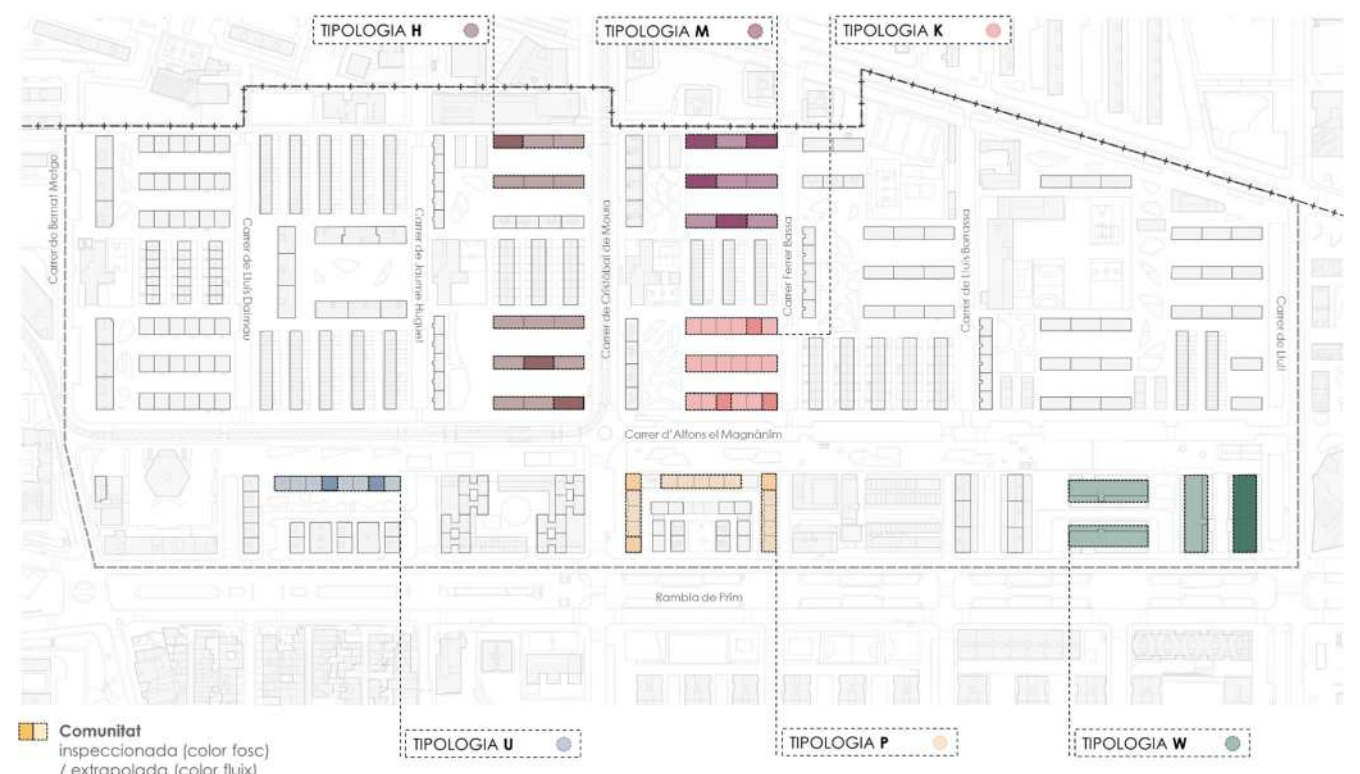 TIPOLOGIA H
TIPOLOGIA M
TIPOLOGIA K
Carrer de Bernat Metge
Carrer de Lluís Dalmau
Carrer de Jaume Huguet
Carrer de Cristóbal de Moura
Carrer Ferrer Bassa
Carrer de Lluís Borrassa
Carrer de Llull
Carrer d'Alfons el Magnànim
Rambla de Prim
TIPOLOGIA U
TIPOLOGIA P
TIPOLOGIA W
Comunitat
inspeccionada (color fosc)
/ extrapolada (color fluix)